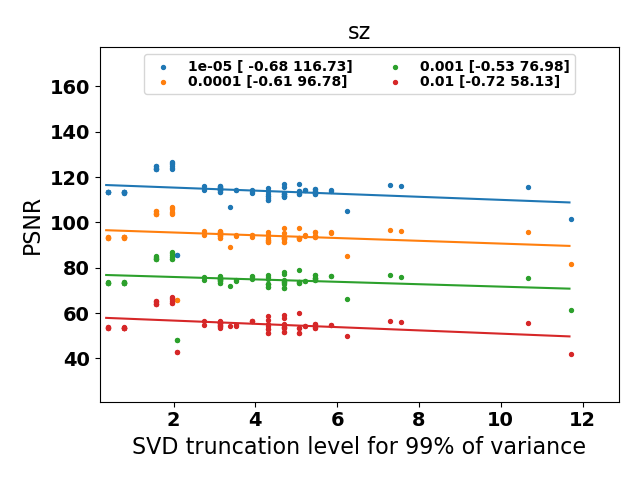 sz
1e-05 [ -0.68 116.73]
0.0001 [-0.61 96.78]
0.001 [-0.53 76.98]
0.01 [-0.72 58.13]
160
140
120
100
80
60
40
PSNR
2 4 6 8 10 12
SVD truncation level for 99% of variance